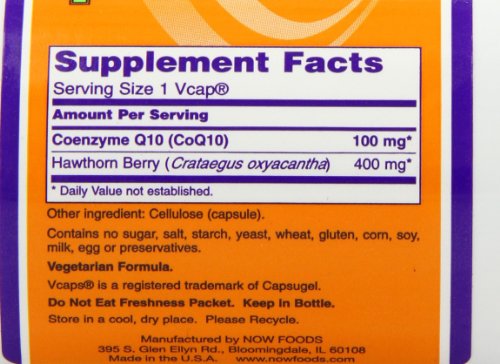 Supplement Facts
Serving Size 1 Vcap®
Amount Per Serving
Coenzyme Q10 (CoQ10) 100 mg*
Hawthorn Berry (Crataegus oxyacantha) 400 mg*
* Daily Value not established.
Other ingredient: Cellulose (capsule).
Contains no sugar, salt, starch, yeast, wheat, gluten, corn, soy,
milk, egg or preservatives.
Vegetarian Formula.
Vcaps® is a registered trademark of Capsugel.
Do Not Eat Freshness Packet. Keep In Bottle.
Store in a cool, dry place. Please Recycle.
Manufactured by NOW FOODS
395 S. Glen Ellyn Rd., Bloomingdale, IL 60108
Made in the U.S.A. www.nowfoods.com